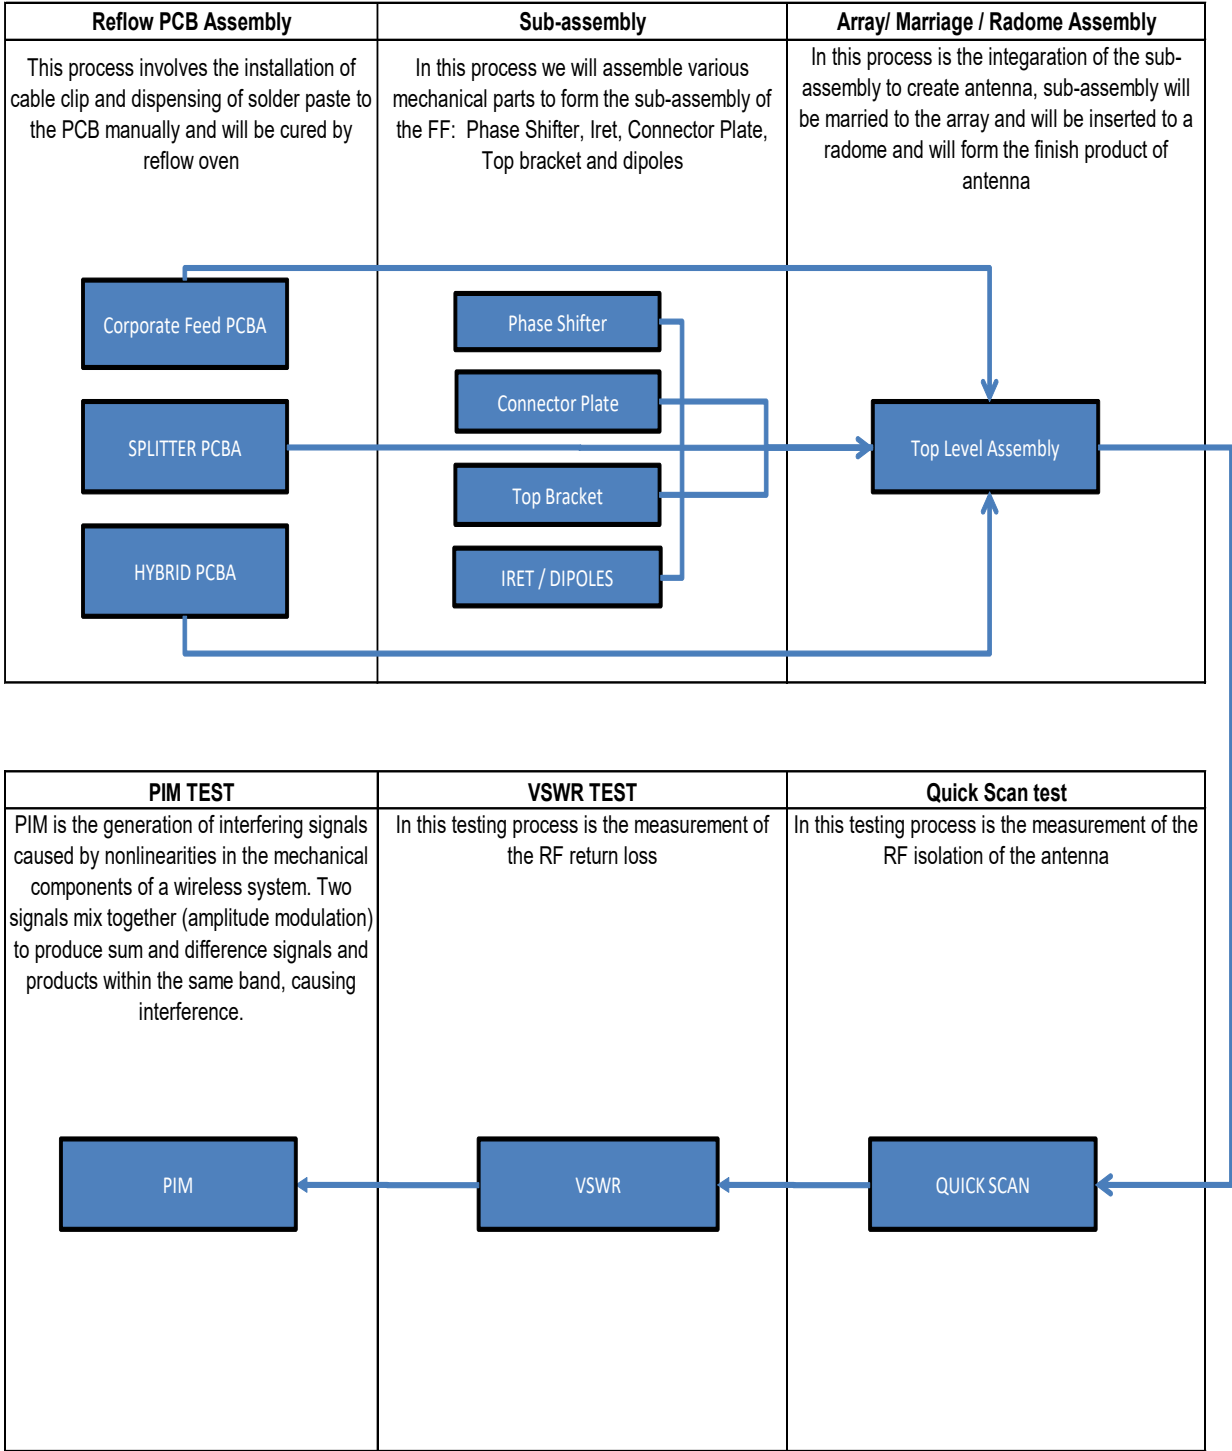 Reflow PCB Assembly
This process involves the installation of
cable clip and dispensing of solder paste to
the PCB manually and will be cured by
reflow oven
Sub-assembly
In this process we will assemble various
mechanical parts to form the sub-assembly of
the FF:  Phase Shifter, Iret, Connector Plate,
Top bracket and dipoles
Array/ Marriage / Radome Assembly
In this process is the integaration of the sub-
assembly to create antenna, sub-assembly will
be married to the array and will be inserted to a
radome and will form the finish product of
antenna
Corporate Feed PCBA
SPLITTER PCBA
HYBRID PCBA
Phase Shifter
Connector Plate
Top Bracket
IRET / DIPOLES
Top Level Assembly
PIM TEST
PIM is the generation of interfering signals
caused by nonlinearities in the mechanical
components of a wireless system. Two
signals mix together (amplitude modulation)
to produce sum and difference signals and
products within the same band, causing
interference.
VSWR TEST
In this testing process is the measurement of
the RF return loss
Quick Scan test
In this testing process is the measurement of the
RF isolation of the antenna
PIM
VSWR
QUICK SCAN